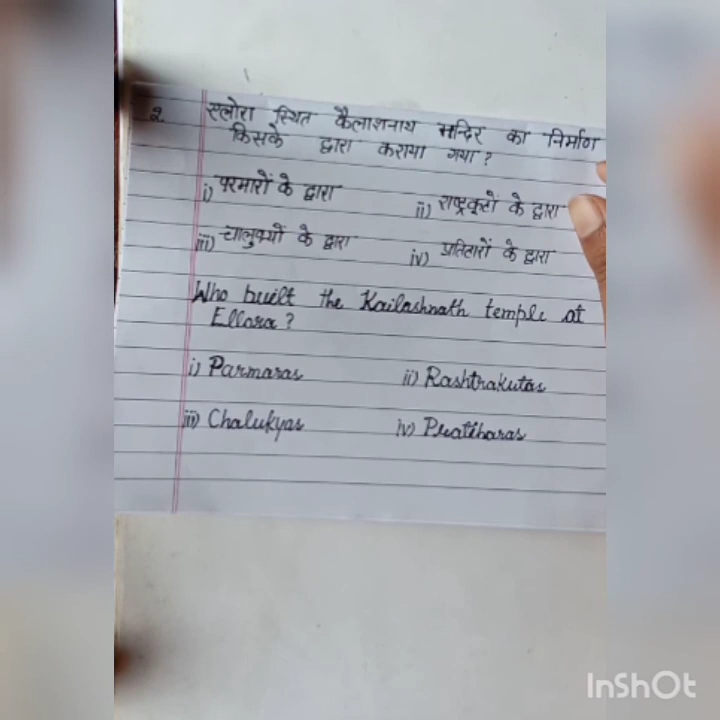 2. एलोरा स्थित कैलाशनाथ मन्दिर का निर्माण
किसके द्वारा कराया गया ?
i) परमारों के द्वारा ii) राष्ट्रकूटों के द्वारा
iii) चालुक्यों के द्वारा iv) प्रतिहारों के द्वारा
Who built the Kailashnath temple at
Ellora ?
i) Parmaras ii) Rashtrakutas
iii) Chalukyas iv) Pratiharas
InShOt